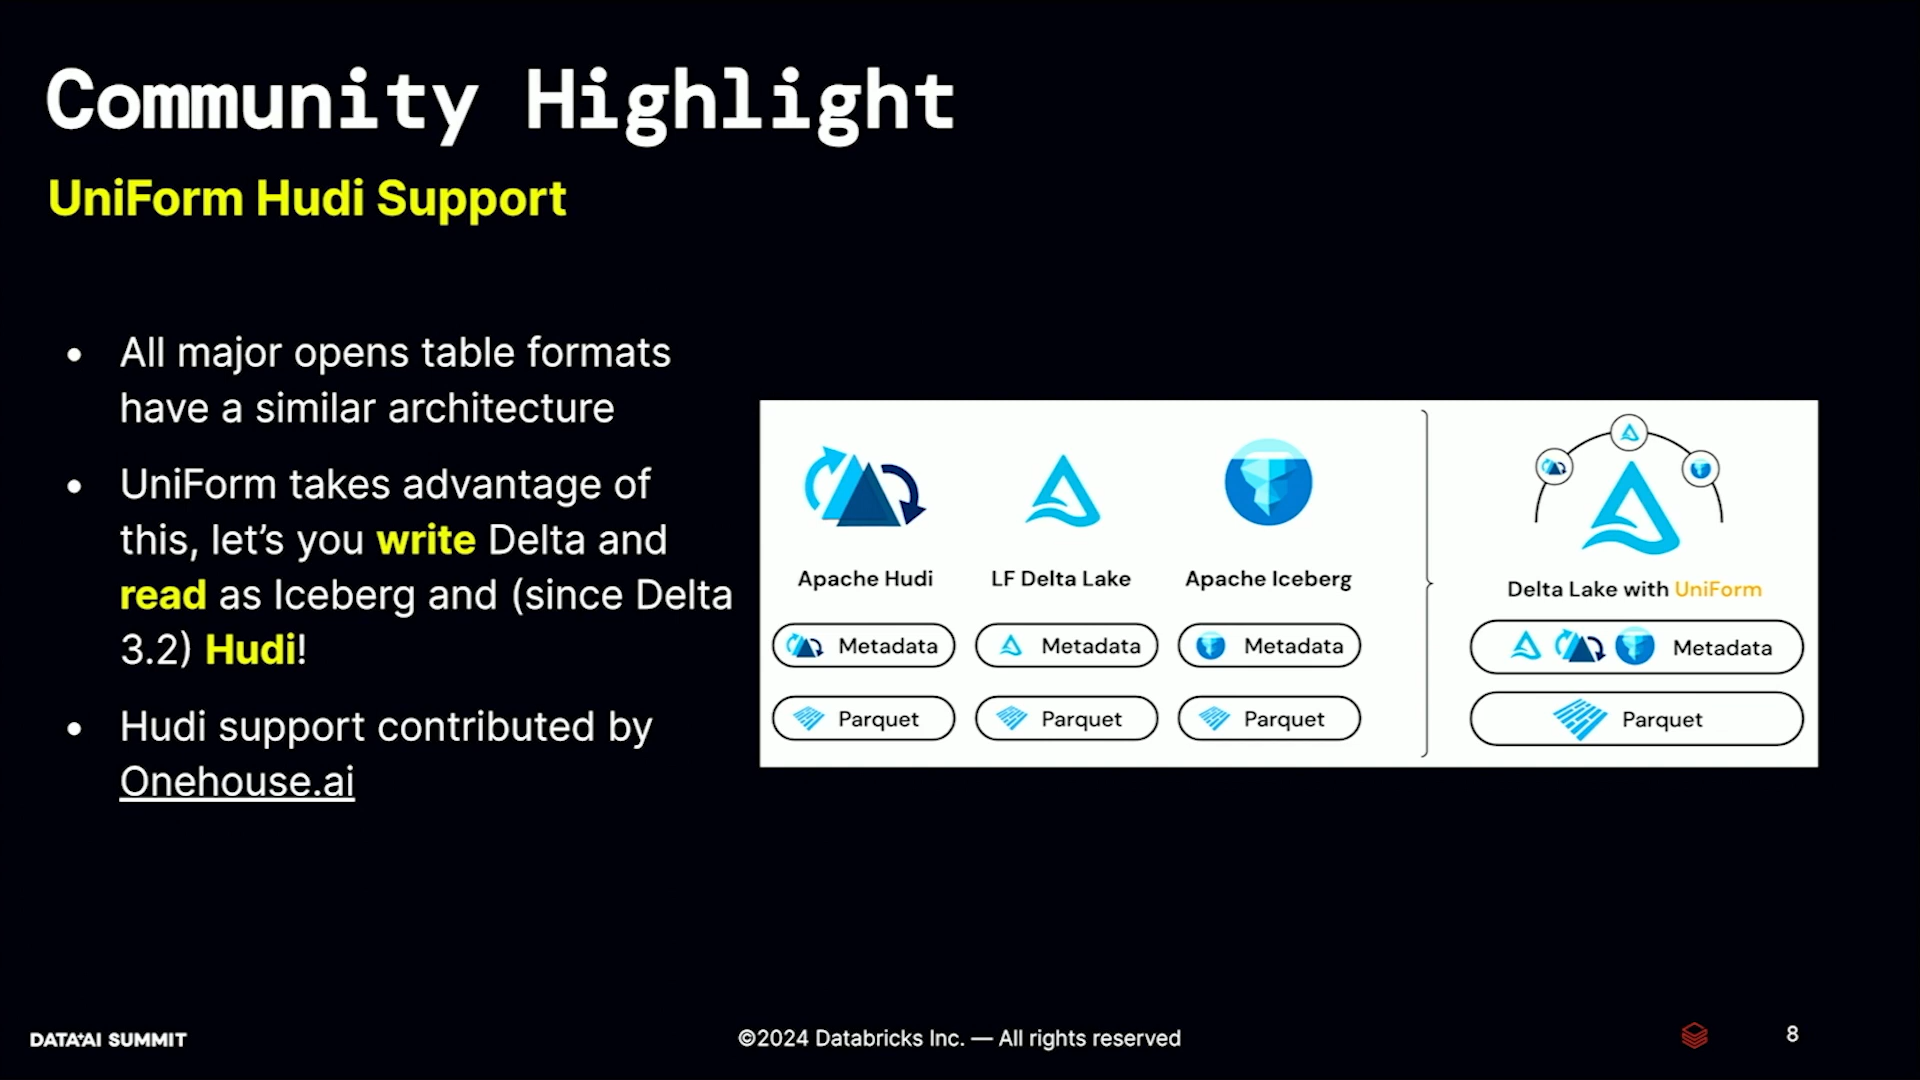 Community Highlight
UniForm Hudi Support
• All major opens table formats
have a similar architecture
• UniForm takes advantage of
this, let's you write Delta and
read as Iceberg and (since Delta
3.2) Hudi!
• Hudi support contributed by
Onehouse.ai
Apache Hudi
LF Delta Lake
Apache Iceberg
Delta Lake with UniForm
Metadata
Metadata
Metadata
Metadata
Parquet
Parquet
Parquet
Parquet
DATA+AI SUMMIT
©2024 Databricks Inc. — All rights reserved
8